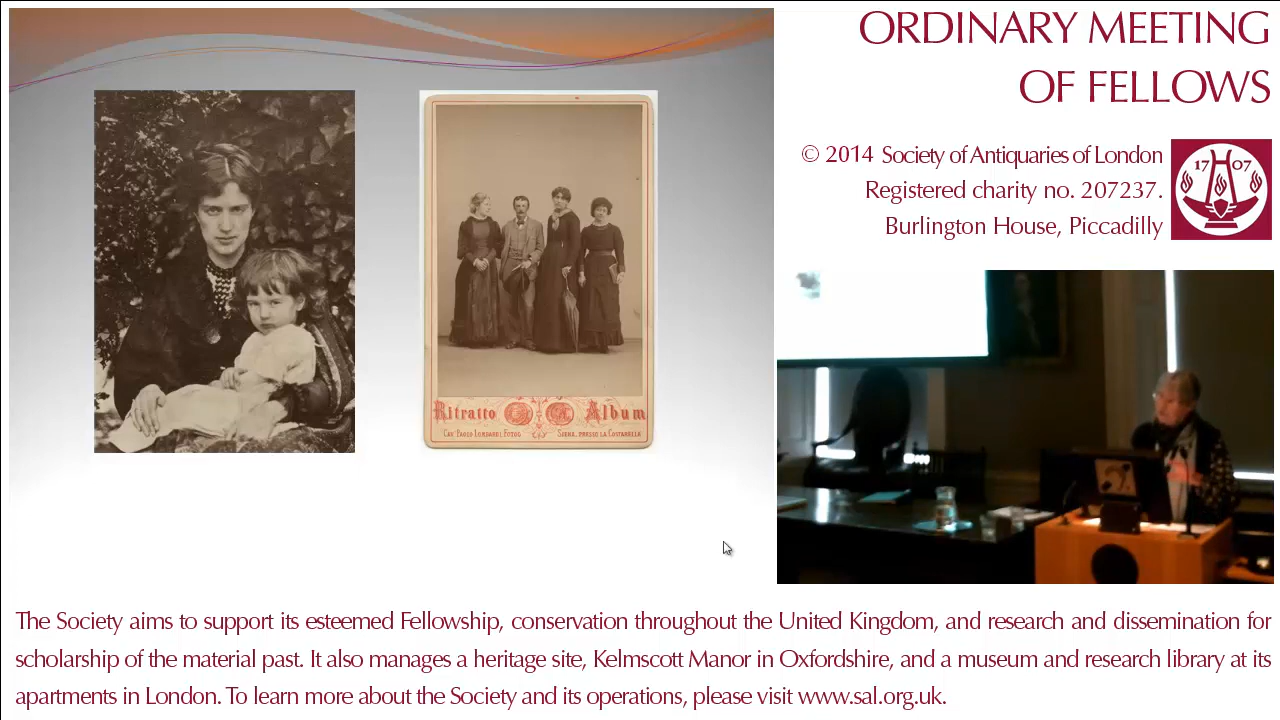 ORDINARY MEETING
OF FELLOWS
© 2014 Society of Antiquaries of London
Registered charity no. 207237.
Burlington House, Piccadilly
17 07
Ritratto Album
The Society aims to support its esteemed Fellowship, conservation throughout the United Kingdom, and research and dissemination for
scholarship of the material past. It also manages a heritage site, Kelmscott Manor in Oxfordshire, and a museum and research library at its
apartments in London. To learn more about the Society and its operations, please visit www.sal.org.uk.